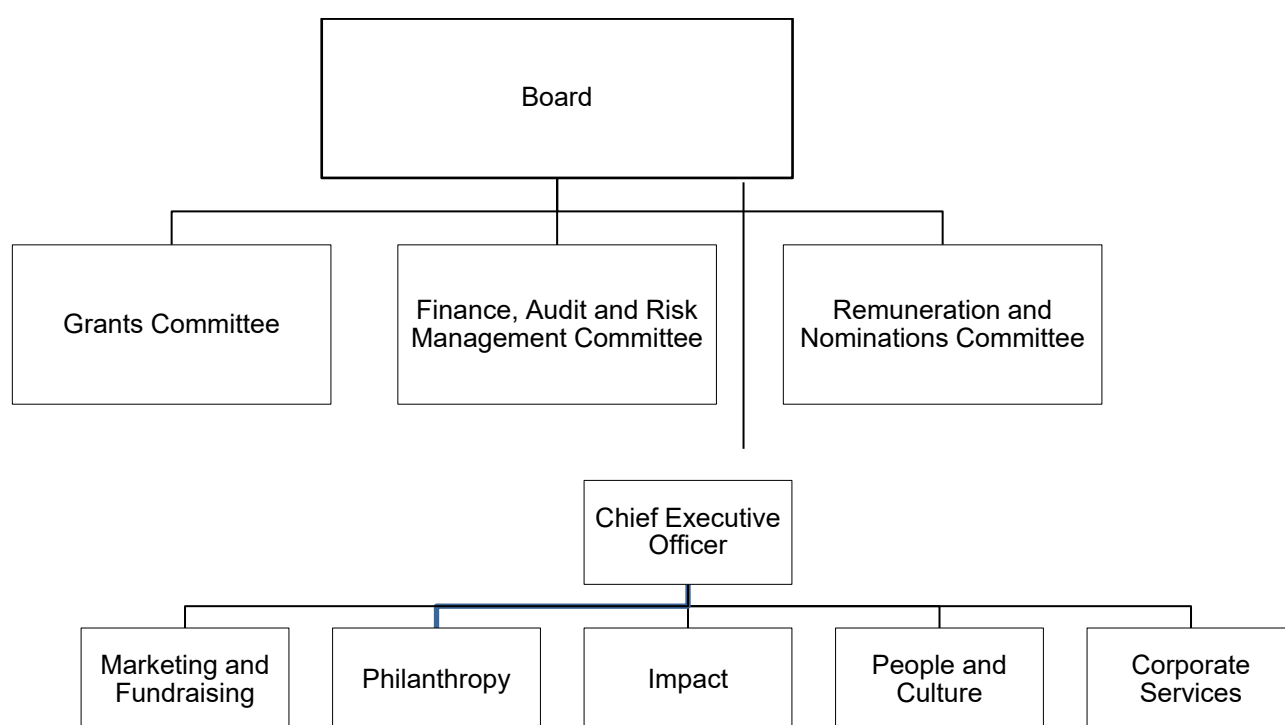 Board
Grants Committee
Finance, Audit and Risk
Management Committee
Remuneration and
Nominations Committee
Chief Executive
Officer
Marketing and
Fundraising
Philanthropy
Impact
People and
Culture
Corporate
Services